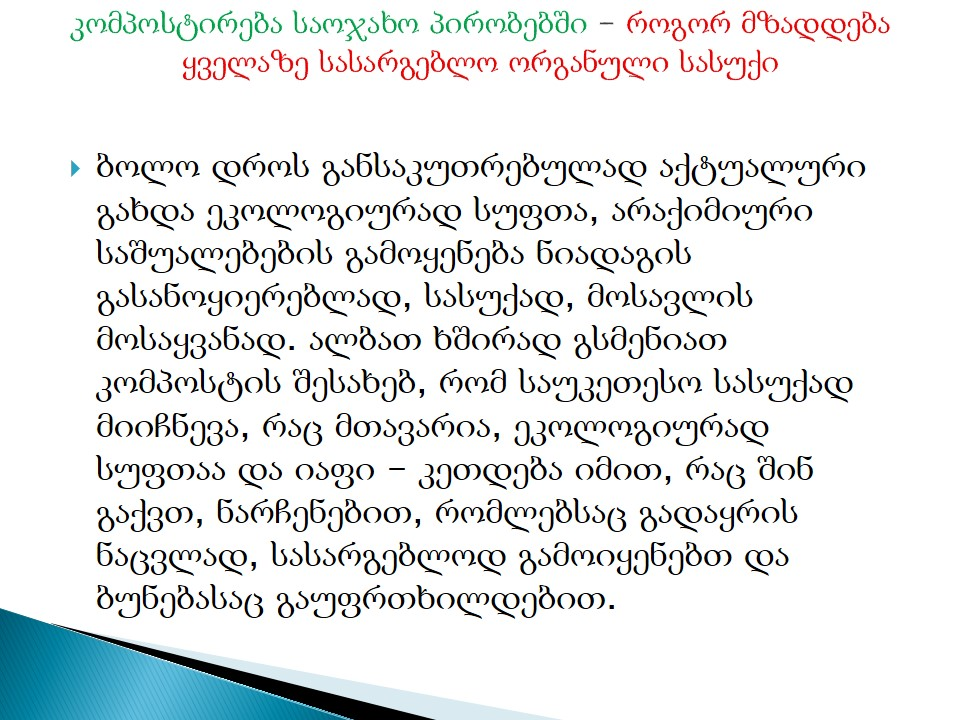 კომპოსტირება საოჯახო პირობებში – როგორ მზადდება
ყველაზე სასარგებლო ორგანული სასუქი
ბოლო დროს განსაკუთრებულად აქტუალური
გახდა ეკოლოგიურად სუფთა, არაქიმიური
საშუალებების გამოყენება ნიადაგის
გასანოყიერებლად, სასუქად, მოსავლის
მოსაყვანად. ალბათ ხშირად გსმენიათ
კომპოსტის შესახებ, რომ საუკეთესო სასუქად
მიიჩნევა, რაც მთავარია, ეკოლოგიურად
სუფთაა და იაფი – კეთდება იმით, რაც შინ
გაქვთ, ნარჩენებით, რომლებსაც გადაყრის
ნაცვლად, სასარგებლოდ გამოიყენებთ და
ბუნებასაც გაუფრთხილდებით.